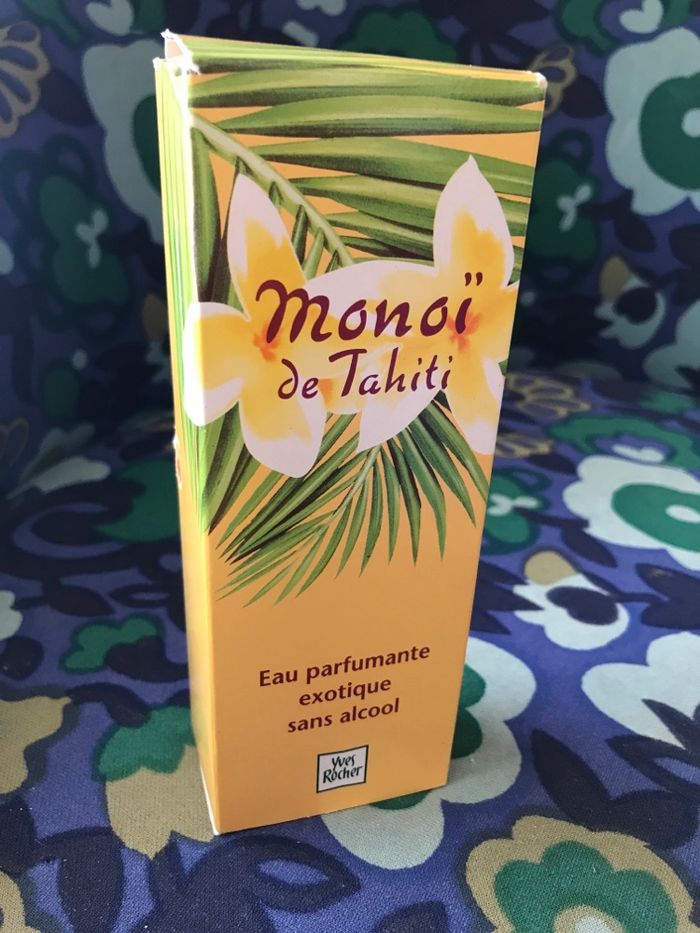 Monoï
de Tahiti
Eau parfumante
exotique
sans alcool
Yves
Rocher